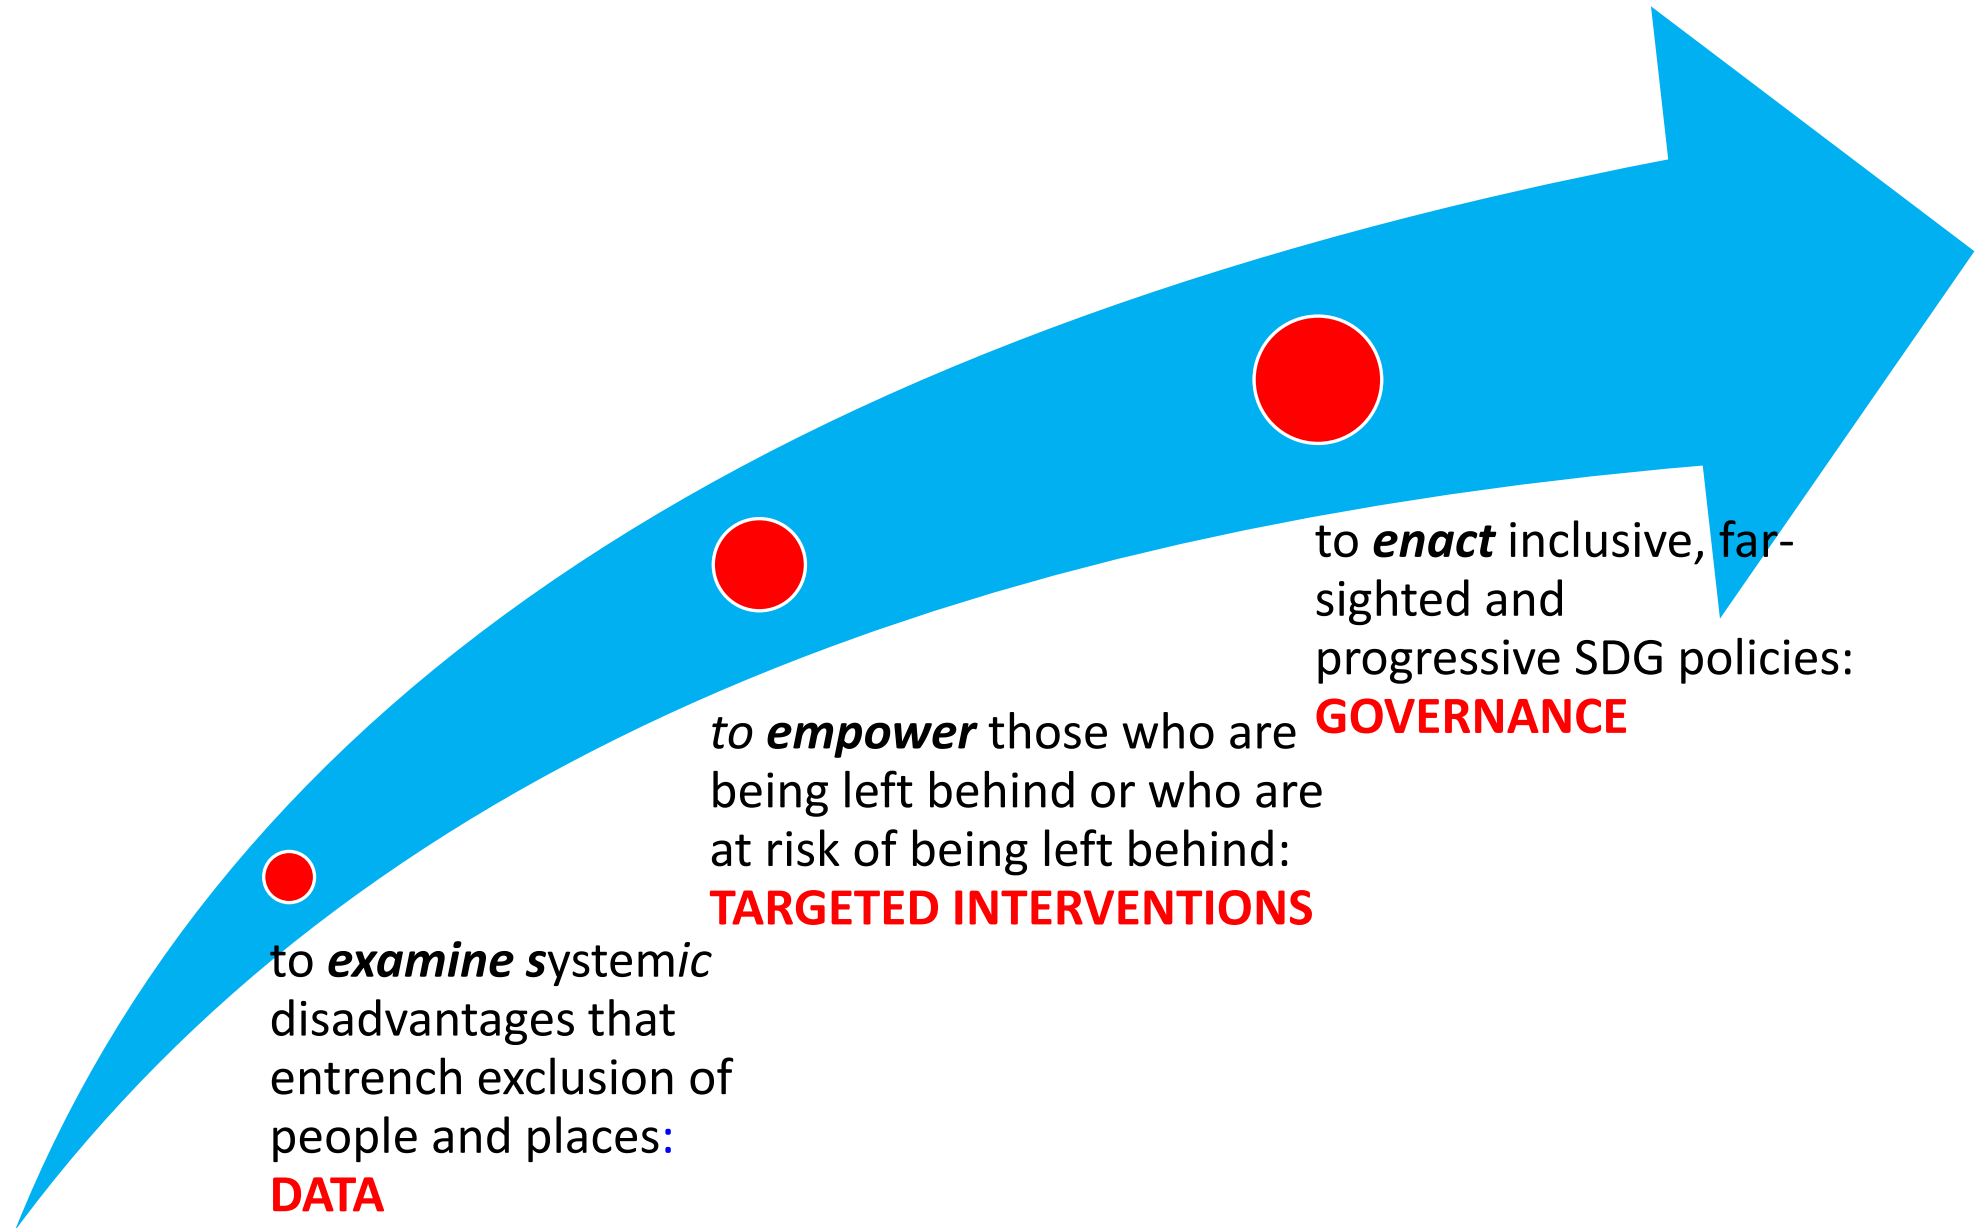 to enact inclusive, far-
sighted and
progressive SDG policies:
GOVERNANCE
to empower those who are
being left behind or who are
at risk of being left behind:
TARGETED INTERVENTIONS
to examine systemic
disadvantages that
entrench exclusion of
people and places:
DATA